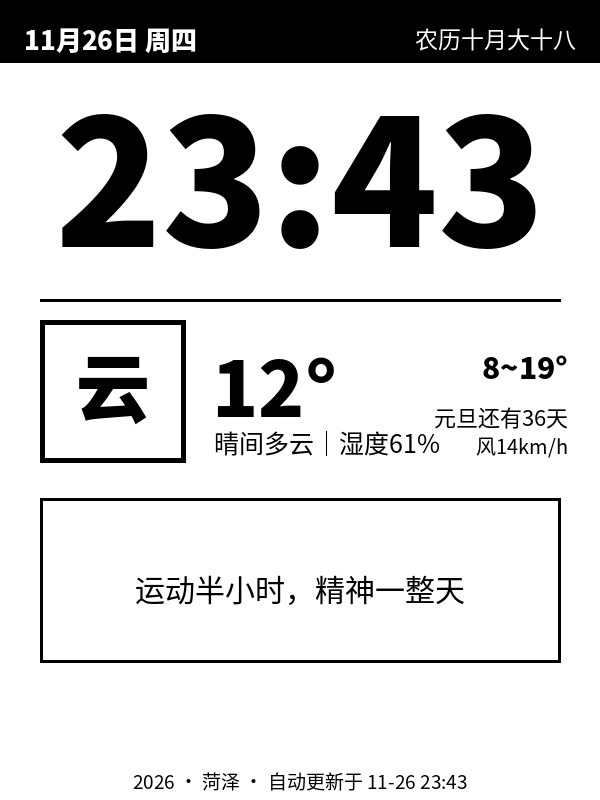 11月26日 周四
农历十月大十八
23:43
云
12°
8~19°
晴间多云｜湿度61%
元旦还有36天
风14km/h
运动半小时，精神一整天
2026 · 菏泽 · 自动更新于 11-26 23:43